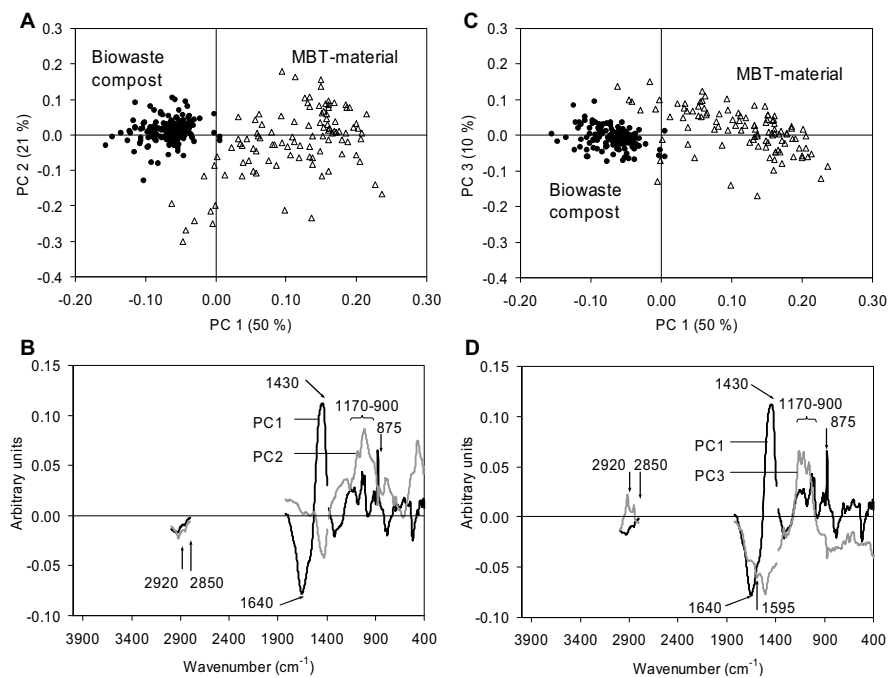 A
0.3
0.2
0.1
0.0
-0.1
-0.2
-0.3
-0.4
PC 2 (21 %)
Biowaste
compost
MBT-material
-0.20 -0.10 0.00 0.10 0.20 0.30
PC 1 (50 %)
C
0.3
0.2
0.1
0.0
-0.1
-0.2
-0.3
-0.4
PC 3 (10 %)
MBT-material
Biowaste
compost
-0.20 -0.10 0.00 0.10 0.20 0.30
PC 1 (50 %)
B
0.15
0.10
0.05
0.00
-0.05
-0.10
Arbitrary units
1430
1170-900
PC1
875
PC2
2920 2850
1640
3900 2900 2400 1400 900 400
Wavenumber (cm-1)
D
0.15
0.10
0.05
0.00
-0.05
-0.10
Arbitrary units
1430
1170-900
875
PC1
2920 2850
PC3
1640 1595
3900 3400 2900 2400 1400 900 400
Wavenumber (cm-1)